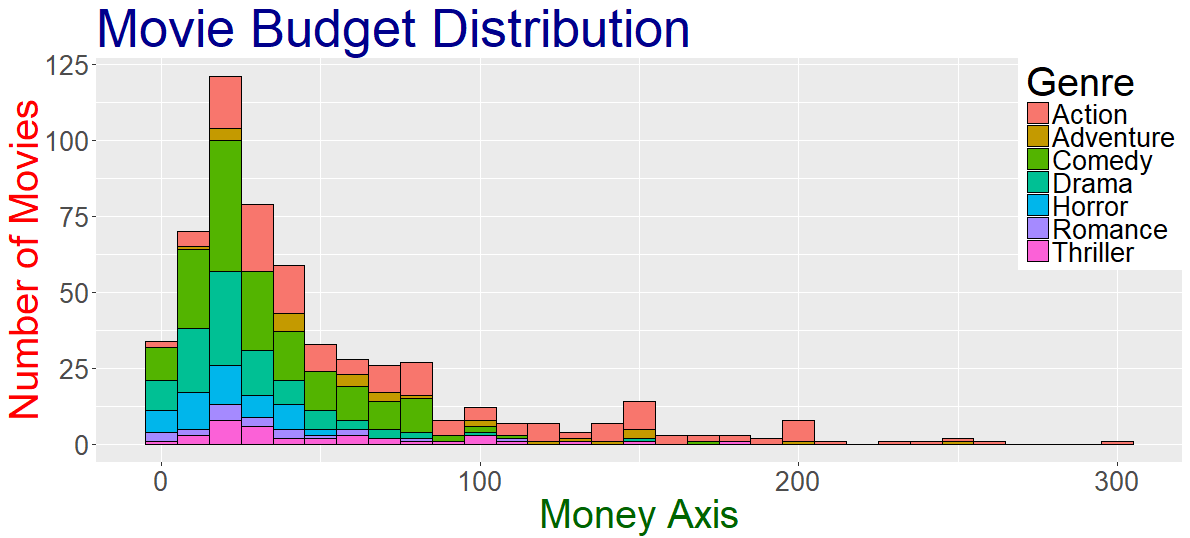 Movie Budget Distribution
Number of Movies
125
100
75
50
25
0
0 100 200 300
Money Axis
Genre
Action
Adventure
Comedy
Drama
Horror
Romance
Thriller